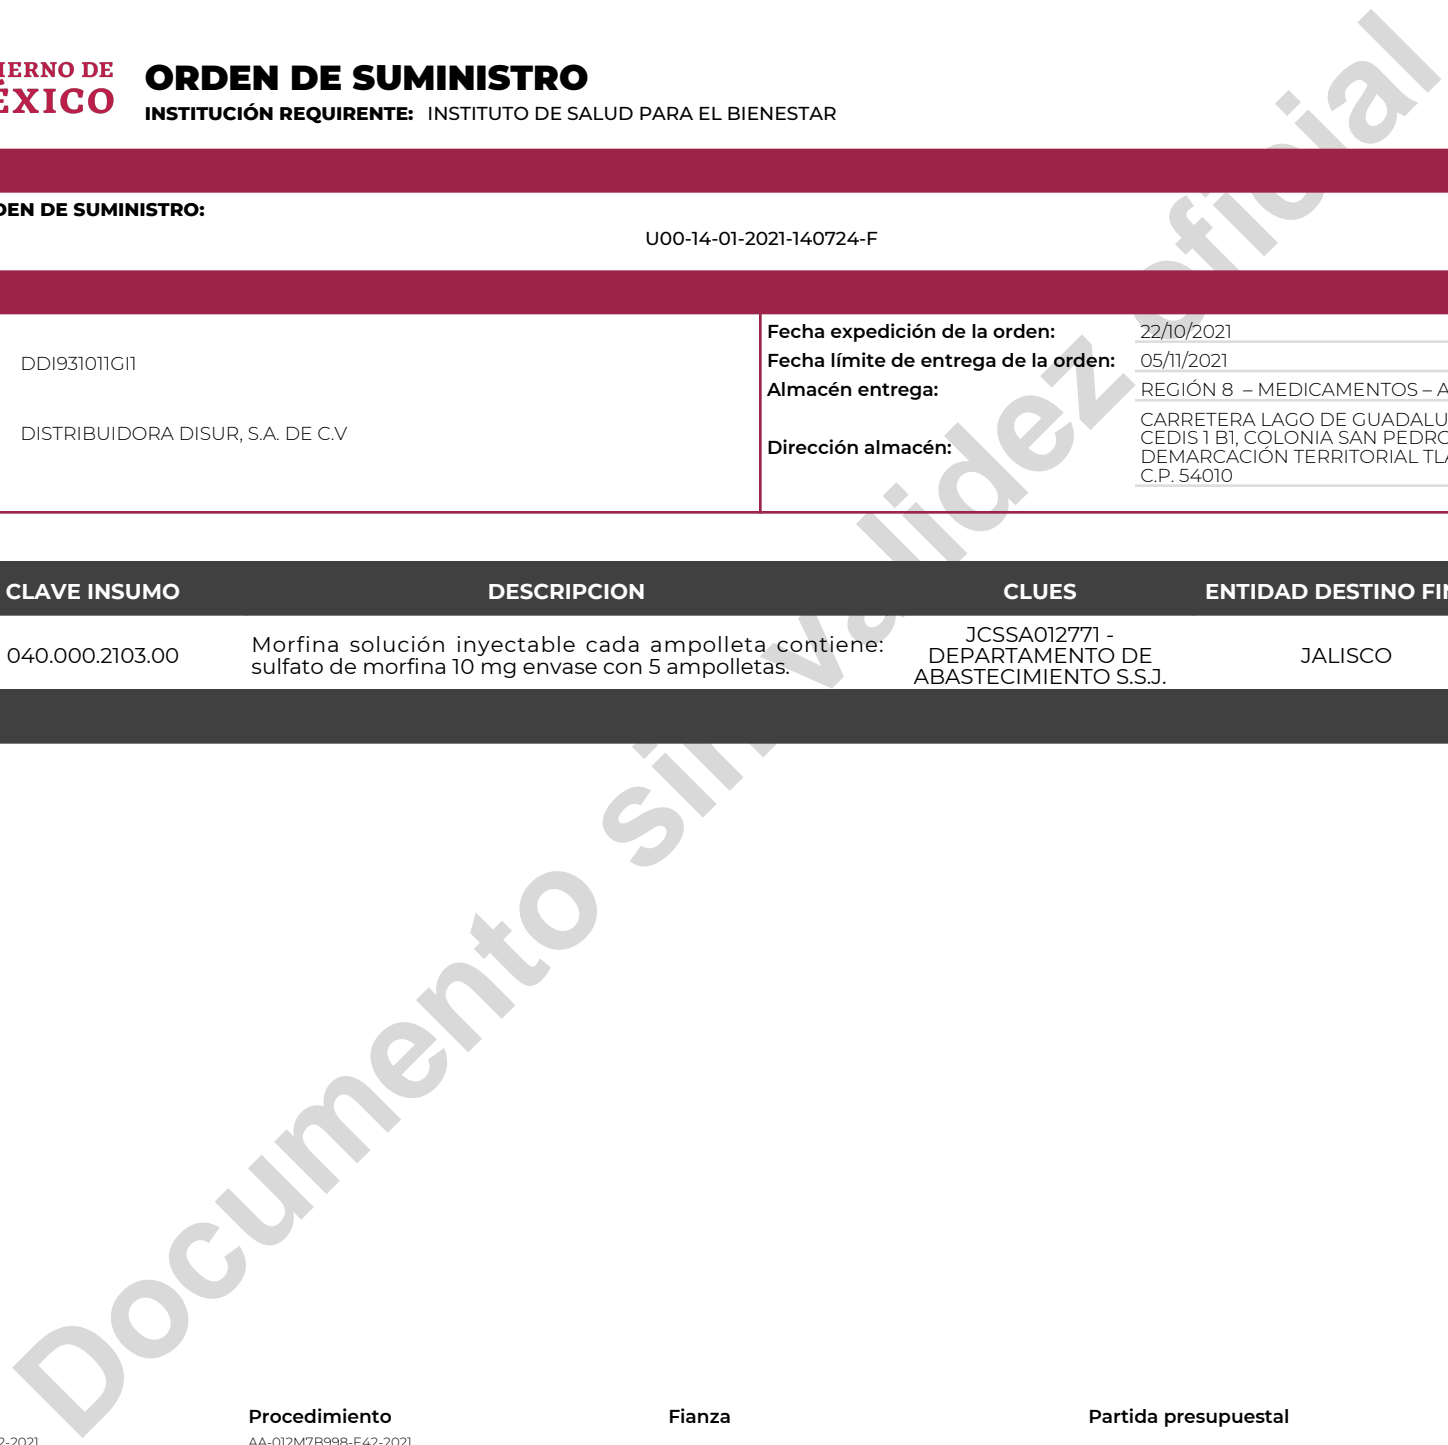 IERNO DE
ÉXICO
ORDEN DE SUMINISTRO
INSTITUCIÓN REQUIRENTE: INSTITUTO DE SALUD PARA EL BIENESTAR
DEN DE SUMINISTRO:
U00-14-01-2021-140724-F
DDI931011GI1
DISTRIBUIDORA DISUR, S.A. DE C.V
Fecha expedición de la orden: 22/10/2021
Fecha límite de entrega de la orden: 05/11/2021
Almacén entrega: REGIÓN 8 – MEDICAMENTOS – A
Dirección almacén:
CARRETERA LAGO DE GUADALU
CEDIS 1 B1, COLONIA SAN PEDRO
DEMARCACIÓN TERRITORIAL TLA
C.P. 54010
CLAVE INSUMO DESCRIPCION CLUES ENTIDAD DESTINO FIN
040.000.2103.00
Morfina solución inyectable cada ampolleta contiene:
sulfato de morfina 10 mg envase con 5 ampolletas.
JCSSA012771 -
DEPARTAMENTO DE
ABASTECIMIENTO S.S.J.
JALISCO
Documento sin validez oficial
Procedimiento Fianza Partida presupuestal
2-2021 AA-012M7B998-E42-2021